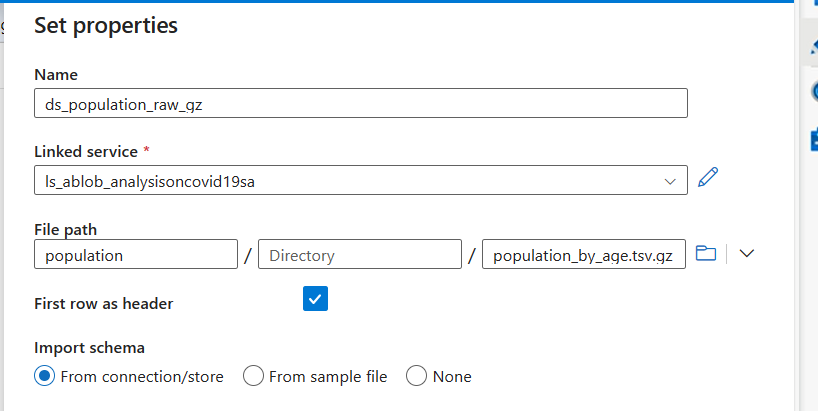 Set properties
Name
ds_population_raw_gz
Linked service *
ls_ablob_analysisoncovid19sa
File path
population / Directory / population_by_age.tsv.gz
First row as header
Import schema
From connection/store From sample file None